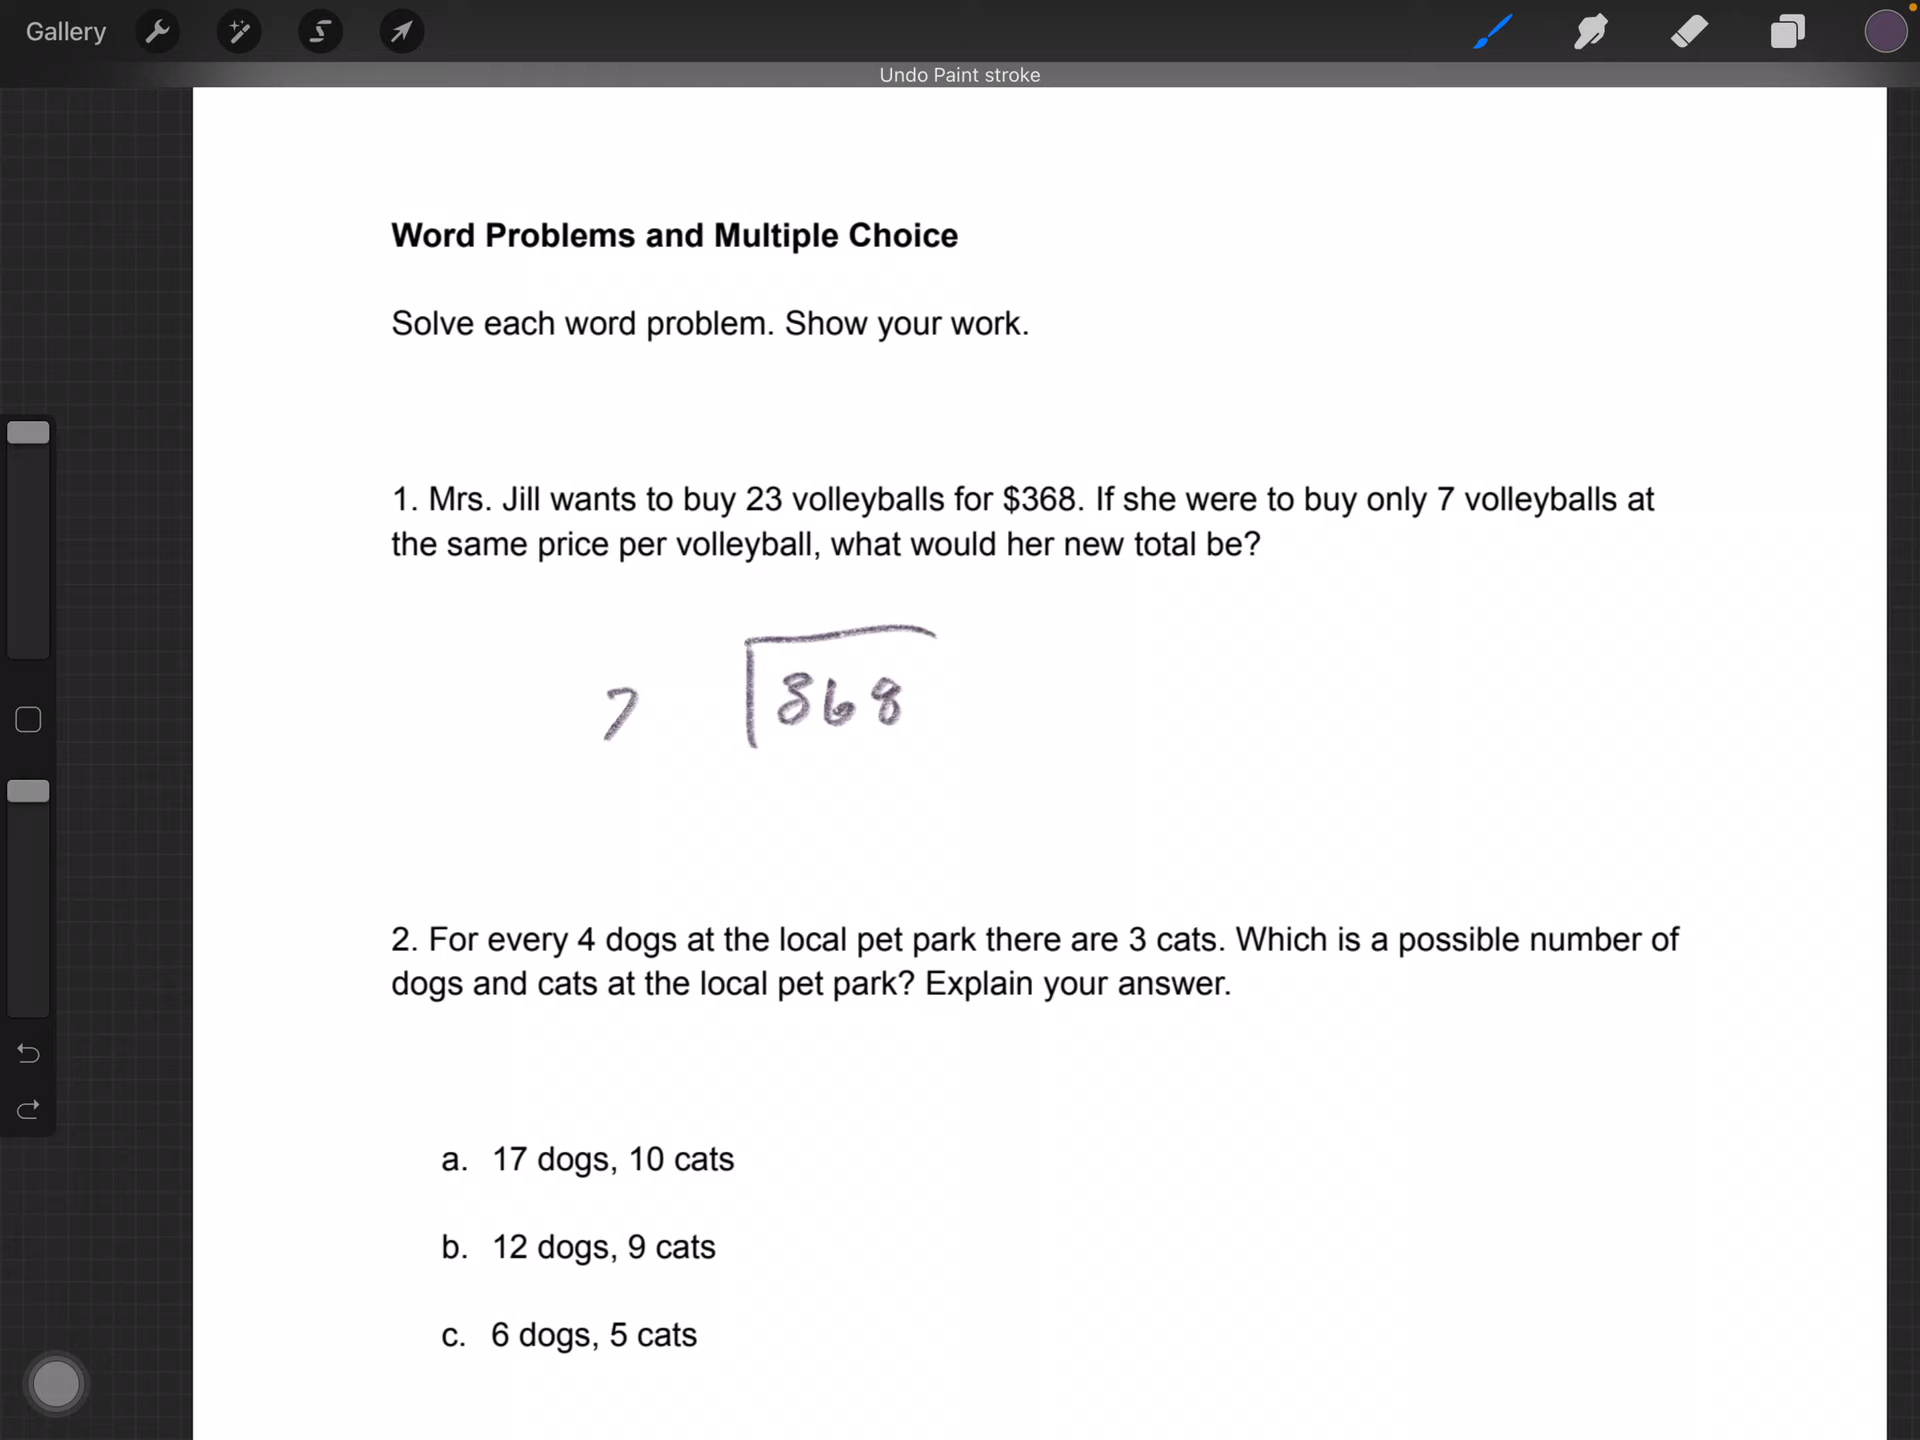 Gallery
Undo Paint stroke
Word Problems and Multiple Choice
Solve each word problem. Show your work.
1. Mrs. Jill wants to buy 23 volleyballs for $368. If she were to buy only 7 volleyballs at
the same price per volleyball, what would her new total be?
7 868
2. For every 4 dogs at the local pet park there are 3 cats. Which is a possible number of
dogs and cats at the local pet park? Explain your answer.
a. 17 dogs, 10 cats
b. 12 dogs, 9 cats
c. 6 dogs, 5 cats